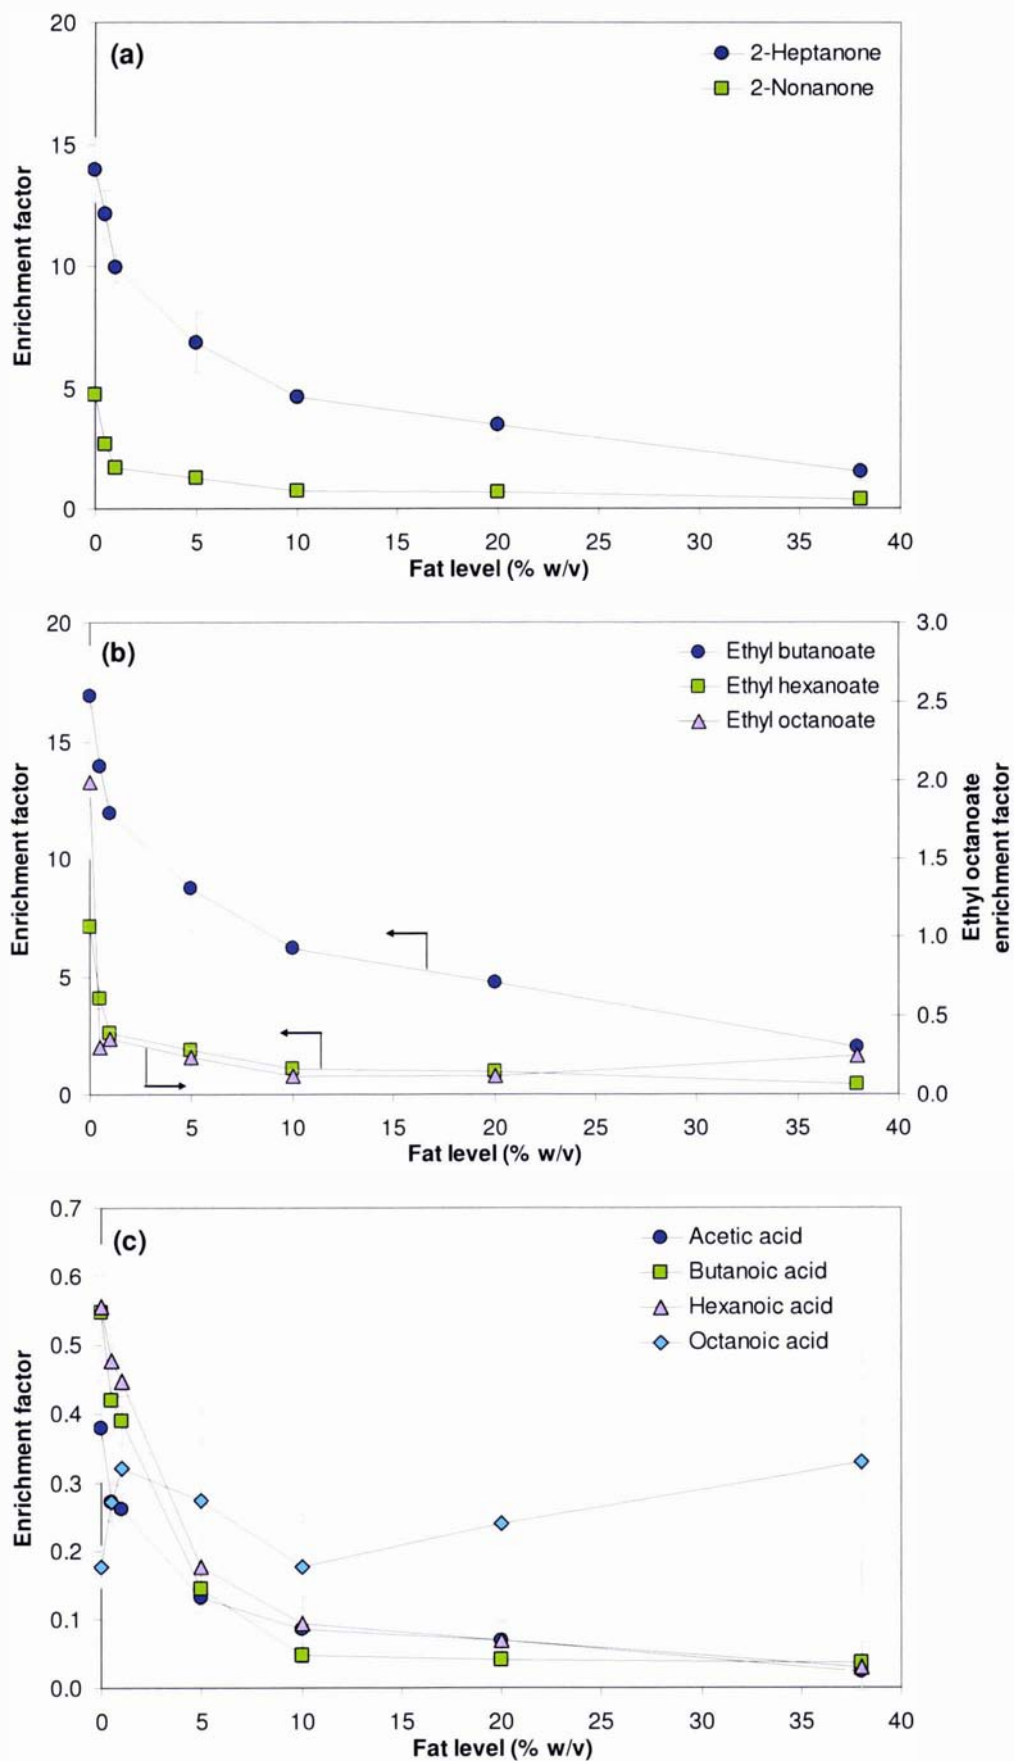 20
(a)
2-Heptanone
2-Nonanone
15
10
5
0
Enrichment factor
0 5 10 15 20 25 30 35 40
Fat level (% w/v)
20
(b)
Ethyl butanoate
Ethyl hexanoate
Ethyl octanoate
15
10
5
0
Enrichment factor
3.0
2.5
2.0
1.5
1.0
0.5
0.0
Ethyl octanoate
enrichment factor
0 5 10 15 20 25 30 35 40
Fat level (% w/v)
0.7
(c)
Acetic acid
Butanoic acid
Hexanoic acid
Octanoic acid
0.6
0.5
0.4
0.3
0.2
0.1
0.0
Enrichment factor
0 5 10 15 20 25 30 35 40
Fat level (% w/v)